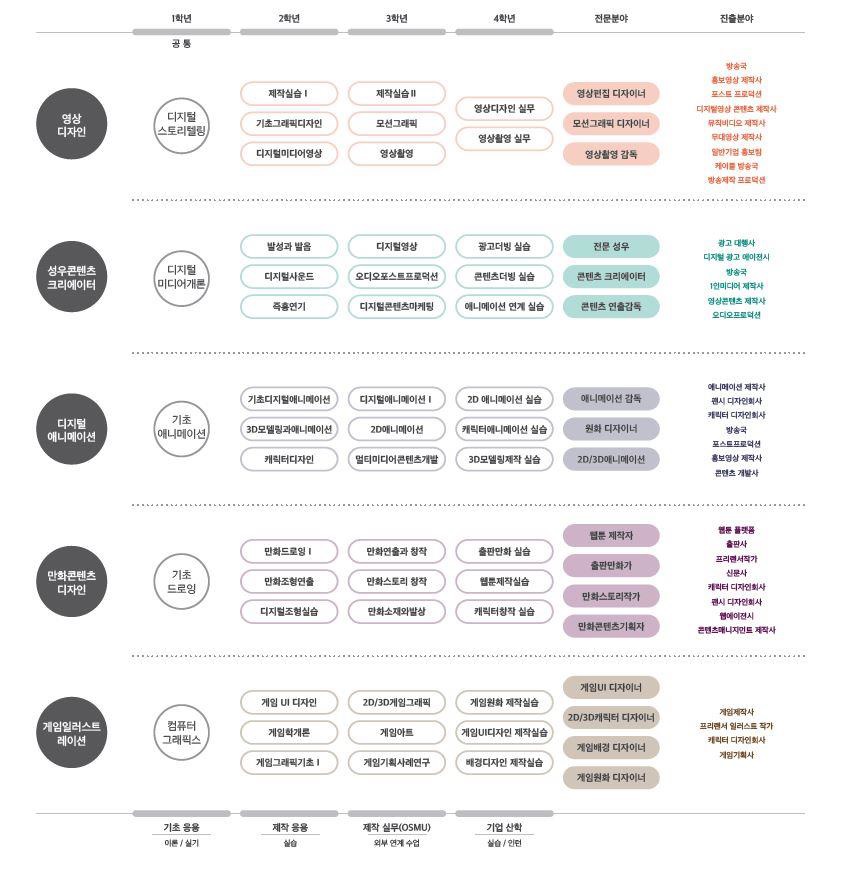 1학년
2학년
3학년
4학년
전문분야
진출분야
공 통
영상
디자인
디지털
스토리텔링
제작실습 I
기초그래픽디자인
디지털미디어영상
제작실습 II
모션그래픽
영상촬영
영상디자인 실무
영상촬영 실무
영상편집 디자이너
모션그래픽 디자이너
영상촬영 감독
방송국
홍보영상 제작사
포스트 프로덕션
디지털영상 콘텐츠 제작사
뮤직비디오 제작사
무대영상 제작사
일반기업 홍보팀
케이블 방송국
방송제작 프로덕션
성우콘텐츠
크리에이터
디지털
미디어개론
발성과 발음
디지털사운드
즉흥연기
디지털영상
오디오포스트프로덕션
디지털콘텐츠마케팅
광고더빙 실습
콘텐츠더빙 실습
애니메이션 연계 실습
전문 성우
콘텐츠 크리에이터
콘텐츠 연출감독
광고 대행사
디지털 광고 에이전시
방송국
1인미디어 제작사
영상콘텐츠 제작사
오디오프로덕션
디지털
애니메이션
기초
애니메이션
기초디지털애니메이션
3D모델링과애니메이션
캐릭터디자인
디지털애니메이션 I
2D애니메이션
멀티미디어콘텐츠개발
2D 애니메이션 실습
캐릭터애니메이션 실습
3D모델링제작 실습
애니메이션 감독
원화 디자이너
2D/3D애니메이션
애니메이션 제작사
팬시 디자인회사
캐릭터 디자인회사
방송국
포스트프로덕션
홍보영상 제작사
콘텐츠 개발사
만화콘텐츠
디자인
기초
드로잉
만화드로잉 I
만화조형연출
디지털조형실습
만화연출과 창작
만화스토리 창작
만화소재와발상
출판만화 실습
웹툰제작실습
캐릭터창작 실습
웹툰 제작자
출판만화가
만화스토리작가
만화콘텐츠기획자
웹툰 플랫폼
출판사
프리랜서작가
신문사
캐릭터 디자인회사
팬시 디자인회사
웹에이전시
콘텐츠매니지먼트 제작사
게임일러스트
레이션
컴퓨터
그래픽스
게임 UI 디자인
게임학개론
게임그래픽기초 I
2D/3D게임그래픽
게임아트
게임기획사례연구
게임원화 제작실습
게임UI디자인 제작실습
배경디자인 제작실습
게임UI 디자이너
2D/3D캐릭터 디자이너
게임배경 디자이너
게임원화 디자이너
게임제작사
프리랜서 일러스트 작가
캐릭터 디자인회사
게임기획사
기초 응용
이론 / 실기
제작 응용
실습
제작 실무(OSMU)
외부 연계 수업
기업 산학
실습 / 인턴